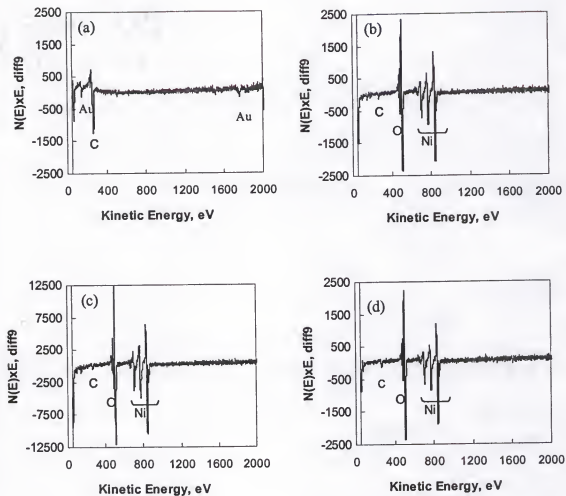 (a)
N(E)xE, diff9
2500
1500
500
-500
-1500
-2500
Au
C
Au
0 400 800 1200 1600 2000
Kinetic Energy, eV
(b)
N(E)xE, diff9
2500
1500
500
-500
-1500
-2500
C
O
Ni
0 400 800 1200 1600 2000
Kinetic Energy, eV
(c)
N(E)xE, diff9
12500
7500
2500
-2500
-7500
-12500
C
O
Ni
0 400 800 1200 1600 2000
Kinetic Energy, eV
(d)
N(E)xE, diff9
2500
1500
500
-500
-1500
-2500
C
O
Ni
0 400 800 1200 1600 2000
Kinetic Energy, eV